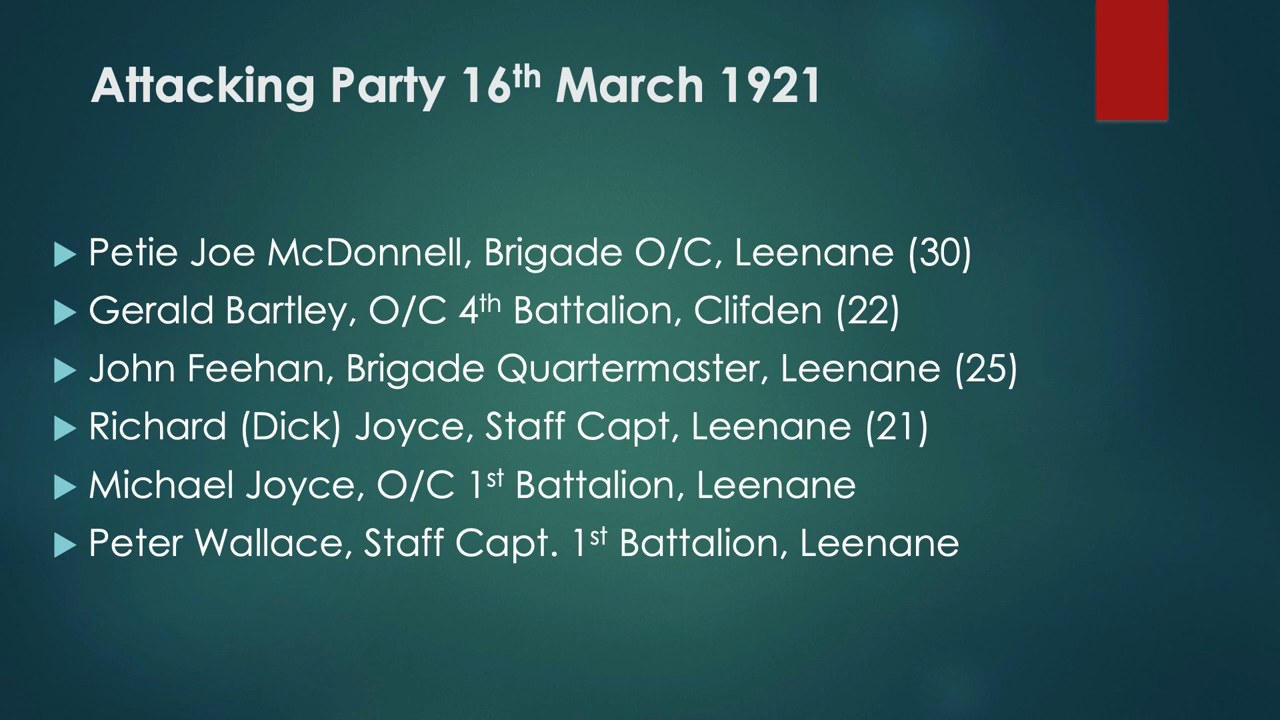 Attacking Party 16th March 1921
Petie Joe McDonnell, Brigade O/C, Leenane (30)
Gerald Bartley, O/C 4th Battalion, Clifden (22)
John Feehan, Brigade Quartermaster, Leenane (25)
Richard (Dick) Joyce, Staff Capt, Leenane (21)
Michael Joyce, O/C 1st Battalion, Leenane
Peter Wallace, Staff Capt. 1st Battalion, Leenane